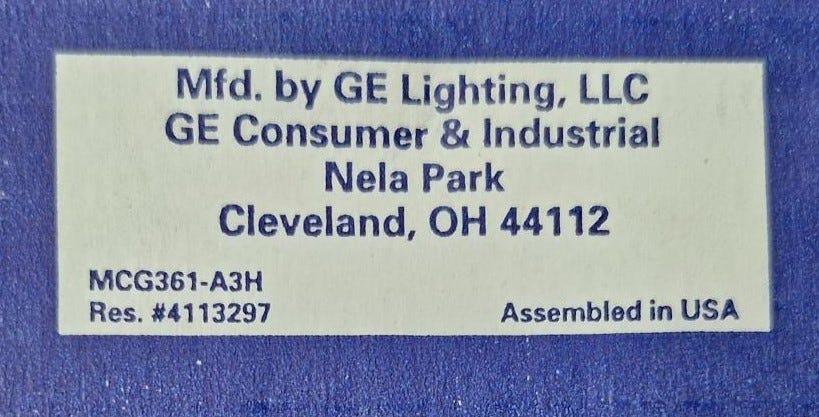 Mfd. by GE Lighting, LLC
GE Consumer & Industrial
Nela Park
Cleveland, OH 44112
MCG361-A3H
Res. #4113297
Assembled in USA